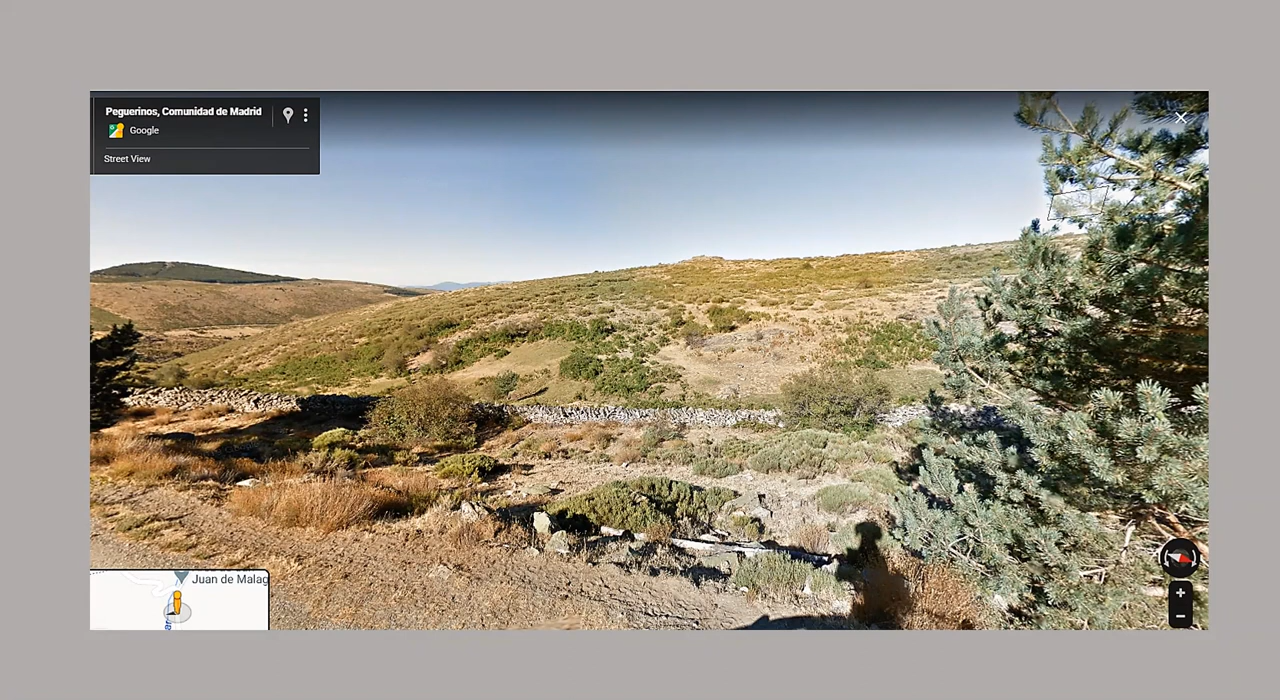 Peguerinos, Comunidad de Madrid
Google
Street View
Juan de Malag
+
−